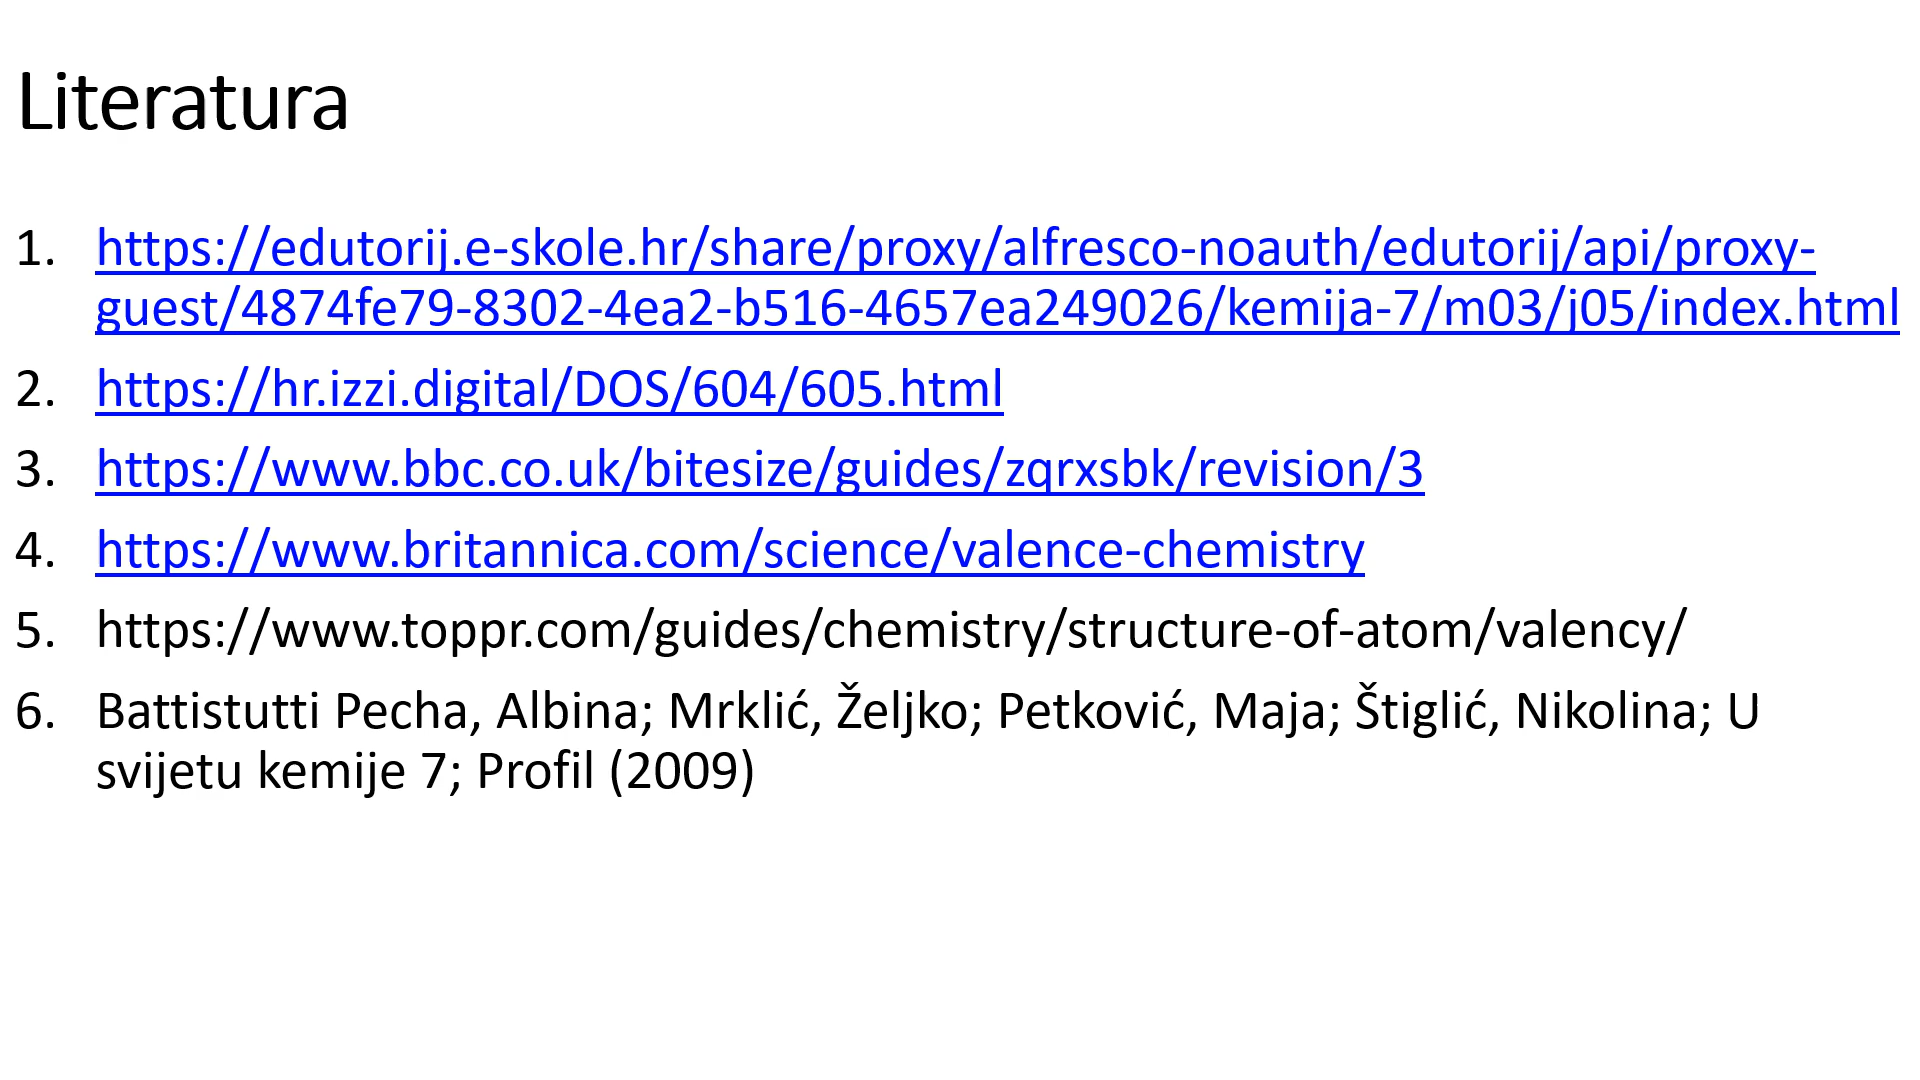 Literatura
1. https://edutorij.e-skole.hr/share/proxy/alfresco-noauth/edutorij/api/proxy-
guest/4874fe79-8302-4ea2-b516-4657ea249026/kemija-7/m03/j05/index.html
2. https://hr.izzi.digital/DOS/604/605.html
3. https://www.bbc.co.uk/bitesize/guides/zqrxsbk/revision/3
4. https://www.britannica.com/science/valence-chemistry
5. https://www.toppr.com/guides/chemistry/structure-of-atom/valency/
6. Battistutti Pecha, Albina; Mrklić, Željko; Petković, Maja; Štiglić, Nikolina; U
svijetu kemije 7; Profil (2009)